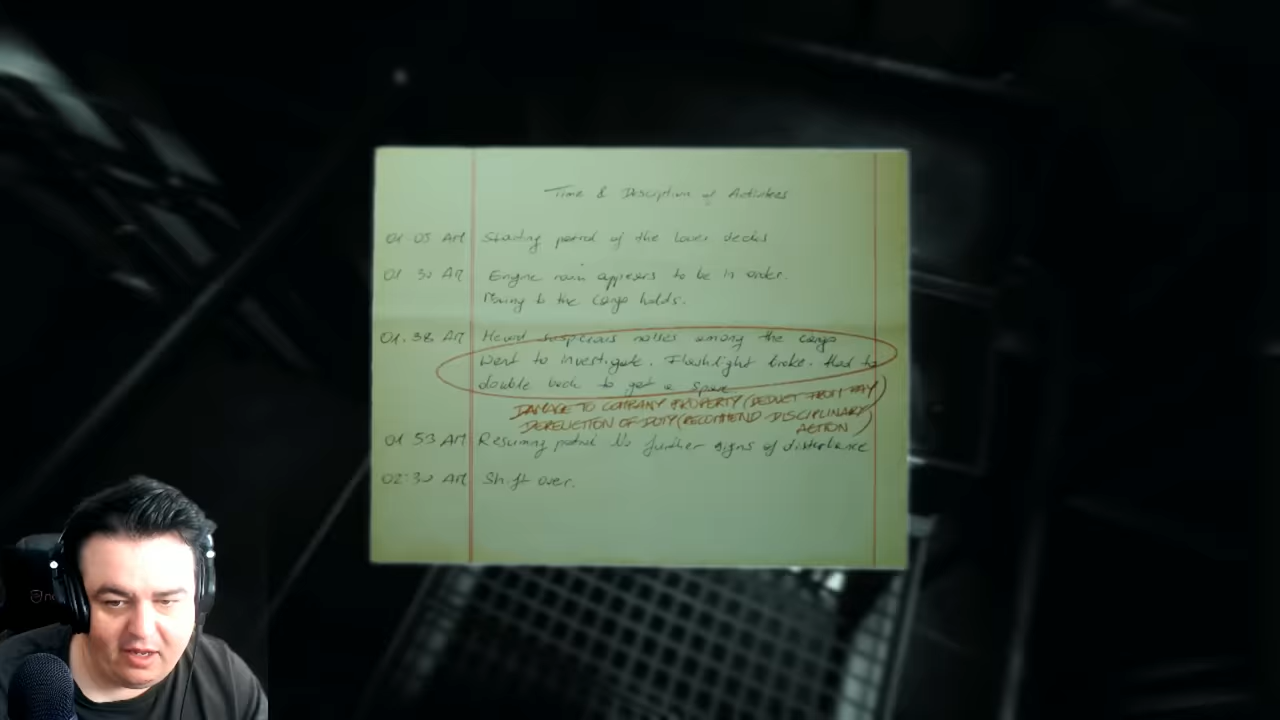 Time & Description of Activities
01:05 AM Starting patrol of the lower decks
01:30 AM Engine room appears to be in order.
Moving to the cargo holds.
01:38 AM Heard suspicious noises among the cargo
Went to investigate. Flashlight broke. Had to
double back to get a spare
DAMAGE TO COMPANY PROPERTY (DEDUCT FROM PAY)
DERELICTION OF DUTY (RECOMMEND DISCIPLINARY
ACTION)
01:53 AM Resuming patrol No further signs of disturbance
02:30 AM Shift over.